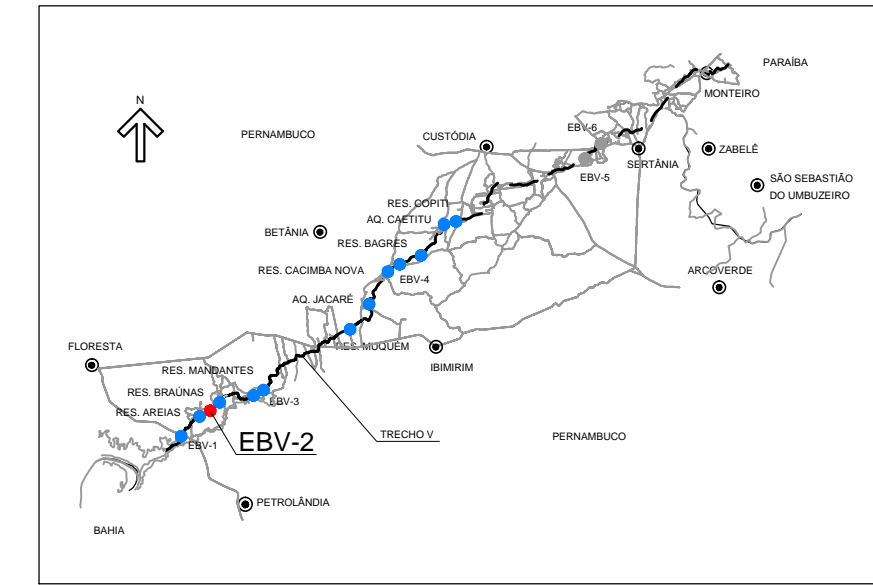 PARAÍBA
MONTEIRO
N
PERNAMBUCO
CUSTÓDIA
EBV-6
SERTÂNIA
ZABELÊ
EBV-5
SÃO SEBASTIÃO
DO UMBUZEIRO
RES. COPITI
AQ. CAETITU
BETÂNIA
RES. BAGRES
RES. CACIMBA NOVA
EBV-4
ARCOVERDE
AQ. JACARÉ
FLORESTA
RES. MUQUÉM
IBIMIRIM
RES. MANDANTES
RES. BRAÚNAS
EBV-3
RES. AREIAS
EBV-1
EBV-2
TRECHO V
PERNAMBUCO
PETROLÂNDIA
BAHIA